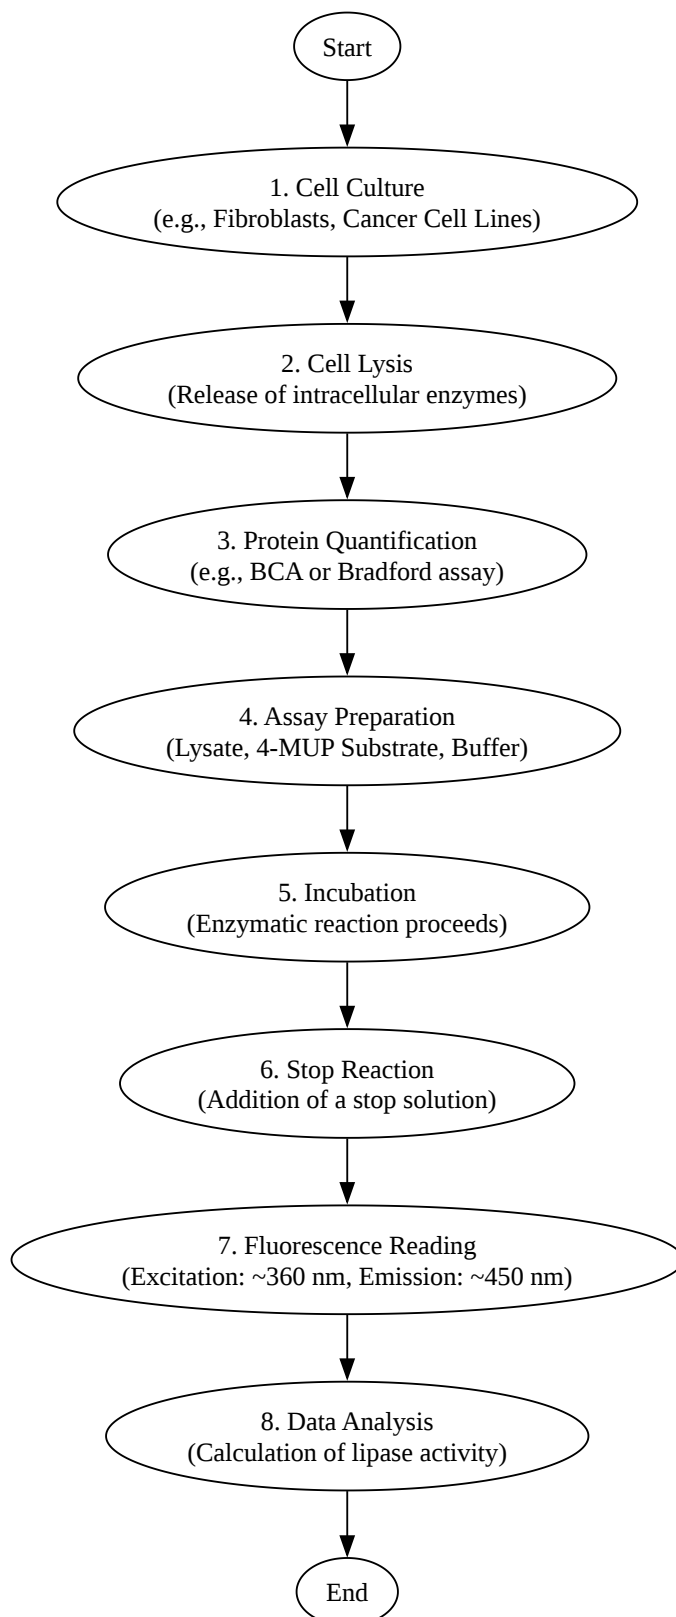 Start
1. Cell Culture
(e.g., Fibroblasts, Cancer Cell Lines)
2. Cell Lysis
(Release of intracellular enzymes)
3. Protein Quantification
(e.g., BCA or Bradford assay)
4. Assay Preparation
(Lysate, 4-MUP Substrate, Buffer)
5. Incubation
(Enzymatic reaction proceeds)
6. Stop Reaction
(Addition of a stop solution)
7. Fluorescence Reading
(Excitation: ~360 nm, Emission: ~450 nm)
8. Data Analysis
(Calculation of lipase activity)
End